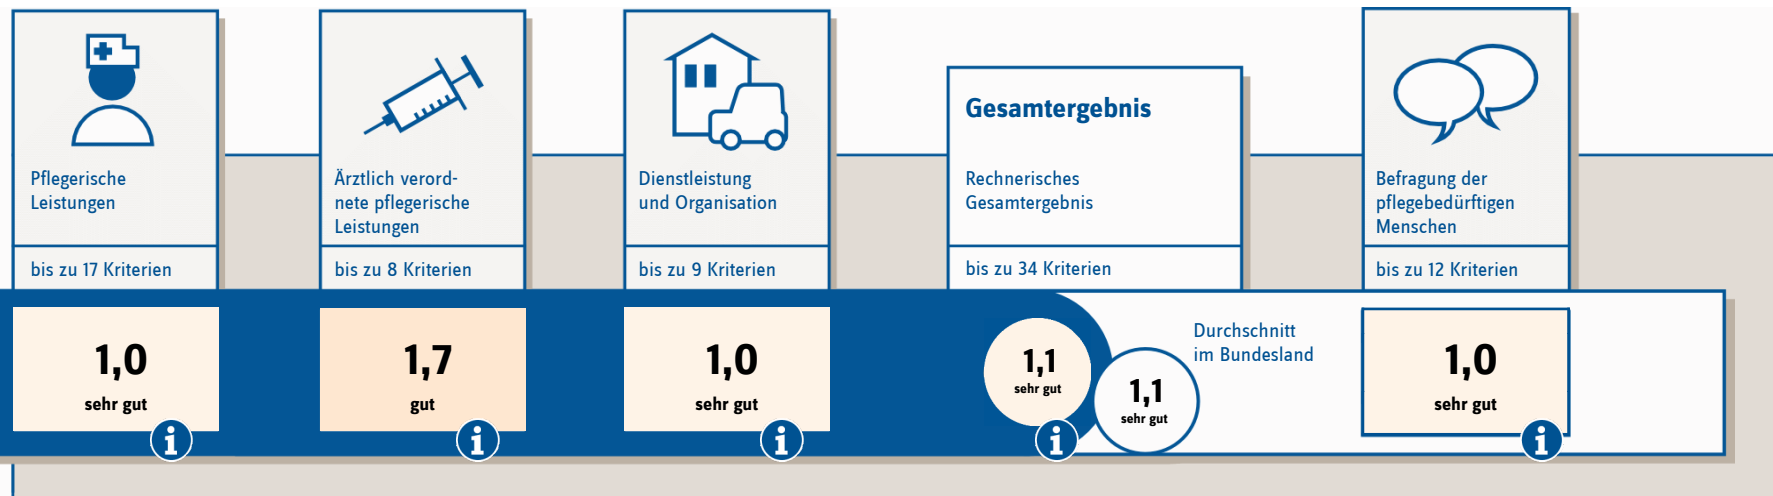 Pflegerische
Leistungen
bis zu 17 Kriterien
1,0
sehr gut
i
Ärztlich verord-
nete pflegerische
Leistungen
bis zu 8 Kriterien
1,7
gut
i
Dienstleistung
und Organisation
bis zu 9 Kriterien
1,0
sehr gut
i
Gesamtergebnis
Rechnerisches
Gesamtergebnis
bis zu 34 Kriterien
1,1
sehr gut
i
1,1
sehr gut
Durchschnitt
im Bundesland
Befragung der
pflegebedürftigen
Menschen
bis zu 12 Kriterien
1,0
sehr gut
i